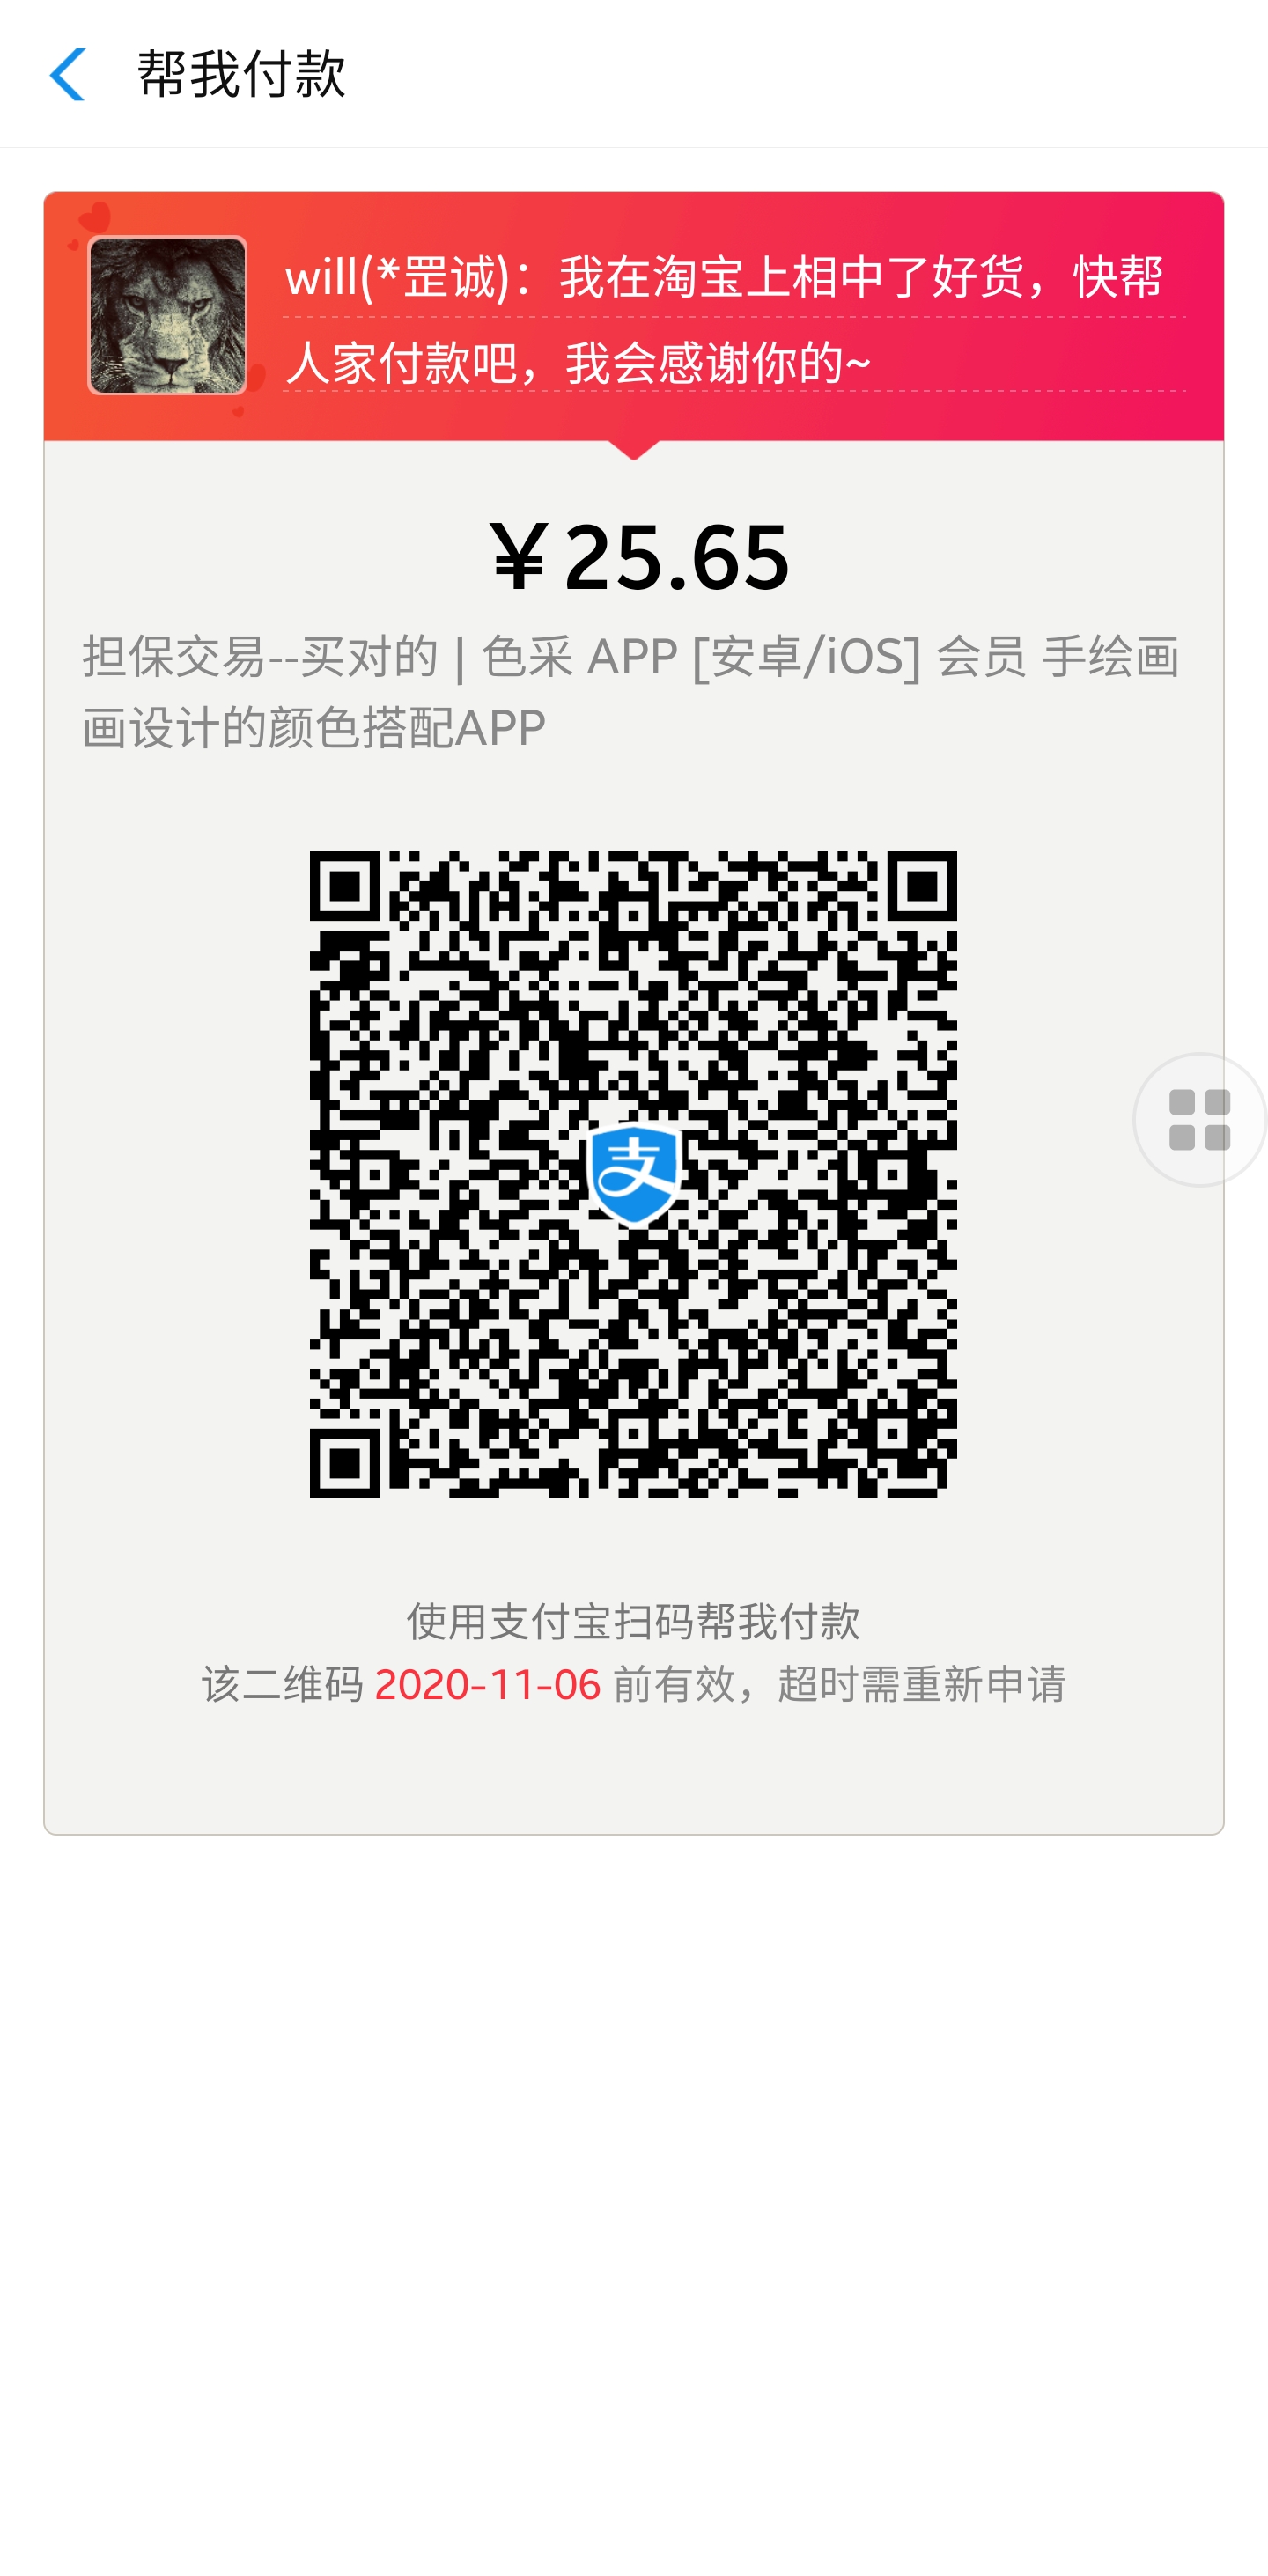 帮我付款
will(*罡诚)：我在淘宝上相中了好货，快帮
人家付款吧，我会感谢你的~
￥25.65
担保交易--买对的 | 色采 APP [安卓/iOS] 会员 手绘画
画设计的颜色搭配APP
支
使用支付宝扫码帮我付款
该二维码 2020-11-06 前有效，超时需重新申请